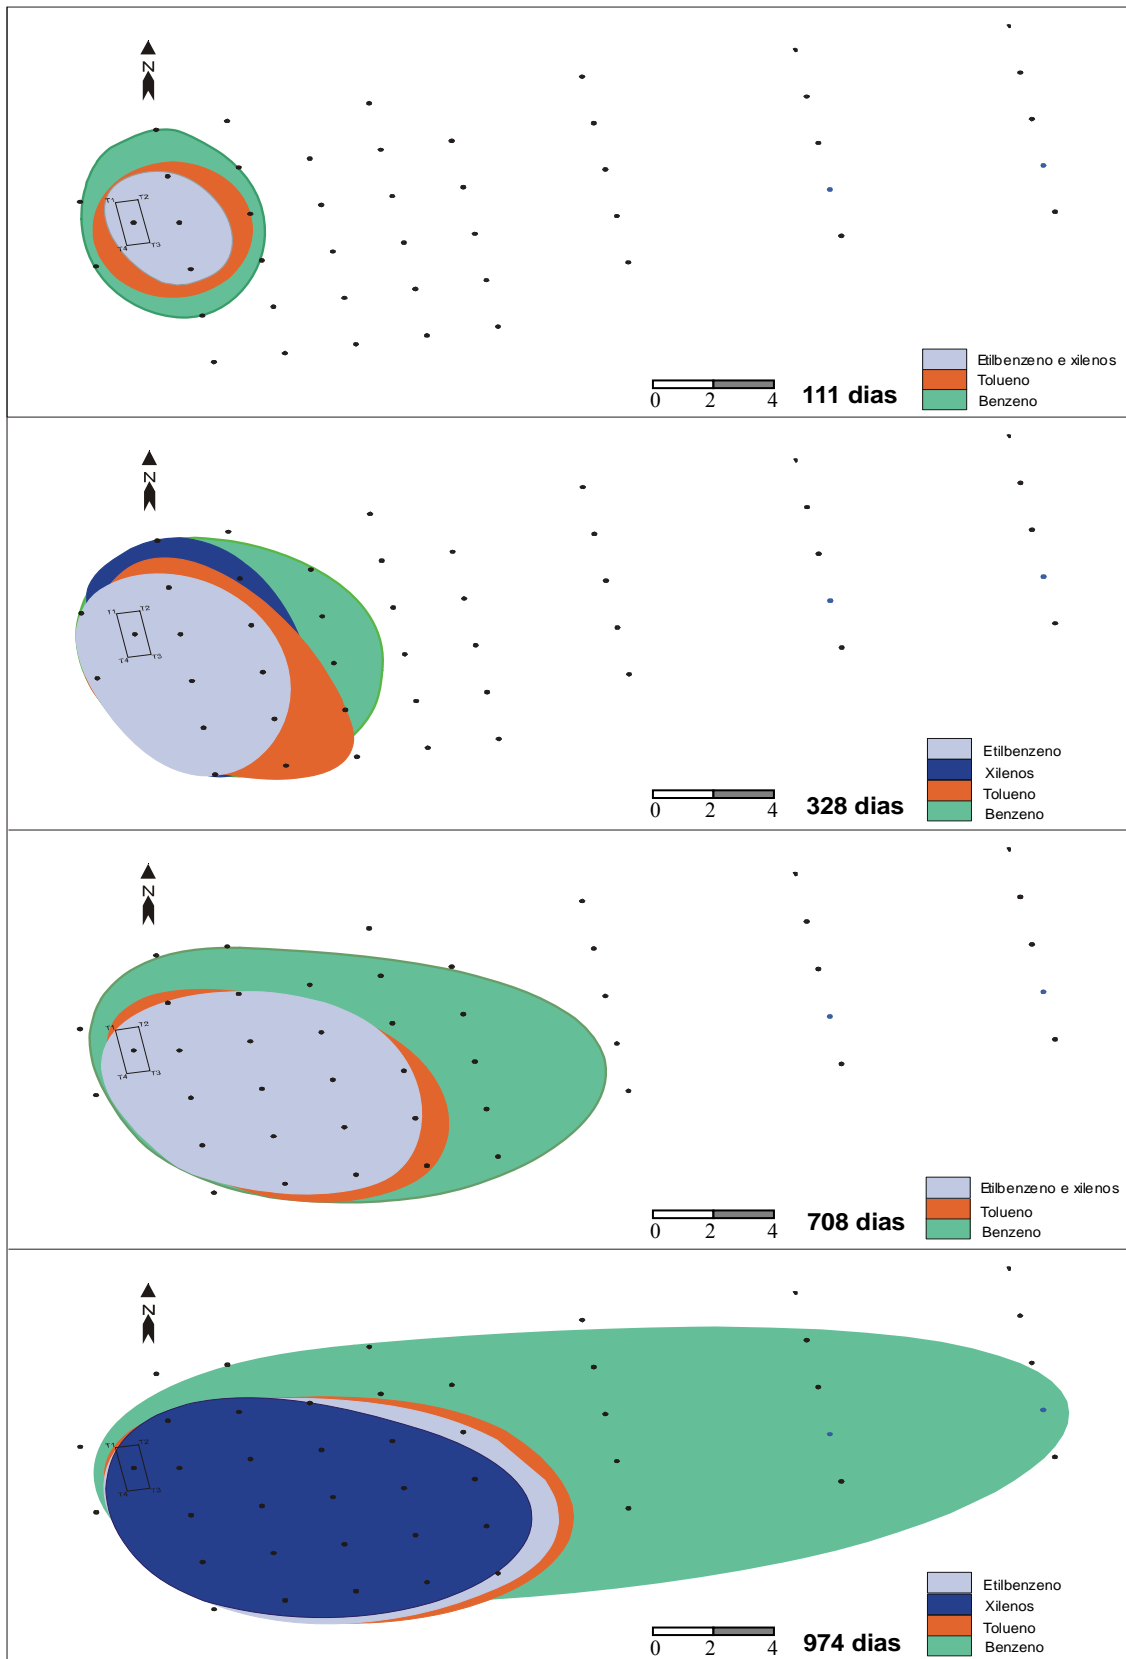 N
T1 T2
T4 T3
Etilbenzeno e xilenos
Tolueno
Benzeno
0 2 4
111 dias
N
T1 T2
T4 T3
Etilbenzeno
Xilenos
Tolueno
Benzeno
0 2 4
328 dias
N
T1 T2
T4 T3
Etilbenzeno e xilenos
Tolueno
Benzeno
0 2 4
708 dias
N
T1 T2
T4 T3
Etilbenzeno
Xilenos
Tolueno
Benzeno
0 2 4
974 dias